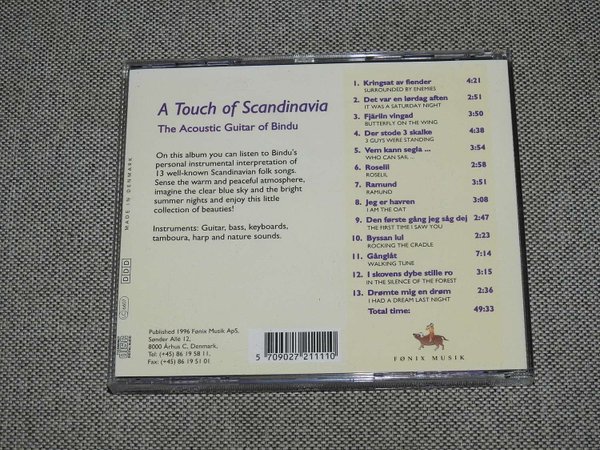 A Touch of Scandinavia
The Acoustic Guitar of Bindu
On this album you can listen to Bindu's
personal instrumental interpretation of
13 well-known Scandinavian folk songs.
Sense the warm and peaceful atmosphere,
imagine the clear blue sky and the bright
summer nights and enjoy this little
collection of beauties!
Instruments: Guitar, bass, keyboards,
tamboura, harp and nature sounds.
1. Kringsat av fiender 4:21
SURROUNDED BY ENEMIES
2. Det var en lørdag aften 2:51
IT WAS A SATURDAY NIGHT
3. Fjäriln vingad 3:50
BUTTERFLY ON THE WING
4. Der stode 3 skalke 4:38
3 GUYS WERE STANDING
5. Vem kann segla ... 3:54
WHO CAN SAIL ...
6. Roselil 2:58
ROSELIL
7. Ramund 3:51
RAMUND
8. Jeg er havren 3:08
I AM THE OAT
9. Den første gång jeg såg dej 2:47
THE FIRST TIME I SAW YOU
10. Byssan lul 2:23
ROCKING THE CRADLE
11. Gånglåt 7:14
WALKING TUNE
12. I skovens dybe stille ro 3:15
IN THE SILENCE OF THE FOREST
13. Drømte mig en drøm 2:36
I HAD A DREAM LAST NIGHT
Total time: 49:33
MADE IN DENMARK
DDD
Published 1996 Fønix Musik ApS.
Sønder Allé 12,
8000 Århus C, Denmark.
Tel: (+45) 86 19 58 11,
Fax: (+45) 86 19 51 01
5 709027 211110
FØNIX MUSIK